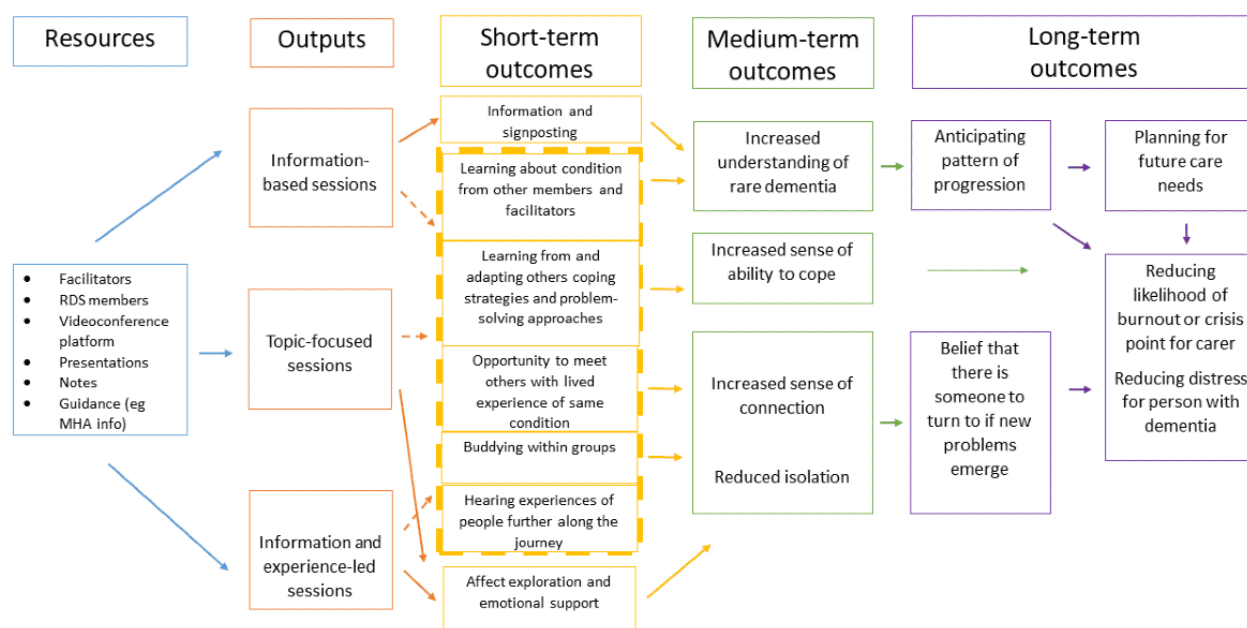 Resources
Outputs
Short-term
outcomes
Medium-term
outcomes
Long-term
outcomes
Facilitators
RDS members
Videoconference
platform
Presentations
Notes
Guidance (eg
MHA info)
Information-
based sessions
Topic-focused
sessions
Information and
experience-led
sessions
Information and
signposting
Learning about condition
from other members and
facilitators
Learning from and
adapting others coping
strategies and problem-
solving approaches
Opportunity to meet
others with lived
experience of same
condition
Buddying within groups
Hearing experiences of
people further along the
journey
Affect exploration and
emotional support
Increased
understanding of
rare dementia
Increased sense of
ability to cope
Increased sense of
connection
Reduced isolation
Anticipating
pattern of
progression
Belief that
there is
someone to
turn to if new
problems
emerge
Planning for
future care
needs
Reducing
likelihood of
burnout or crisis
point for carer
Reducing distress
for person with
dementia